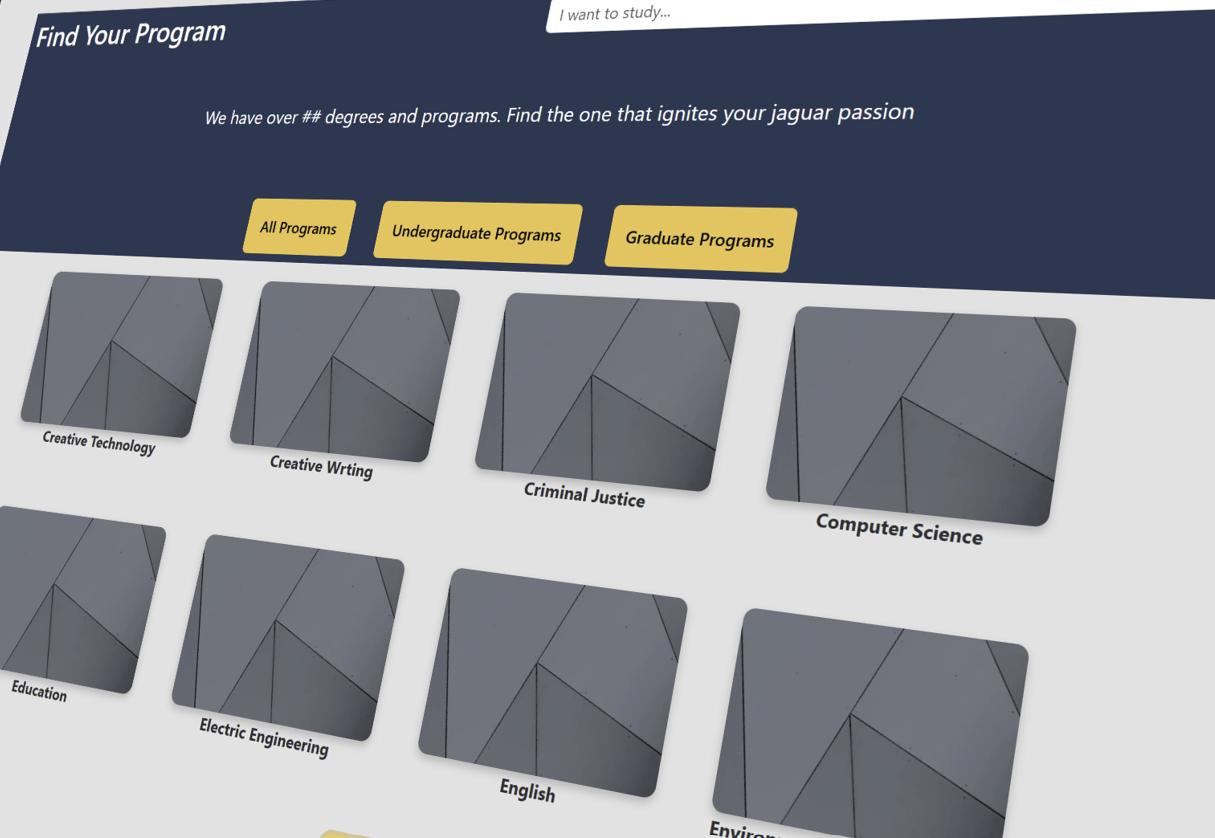 I want to study...
Find Your Program
We have over ## degrees and programs. Find the one that ignites your jaguar passion
All Programs
Undergraduate Programs
Graduate Programs
Creative Technology
Creative Wrting
Criminal Justice
Computer Science
Education
Electric Engineering
English